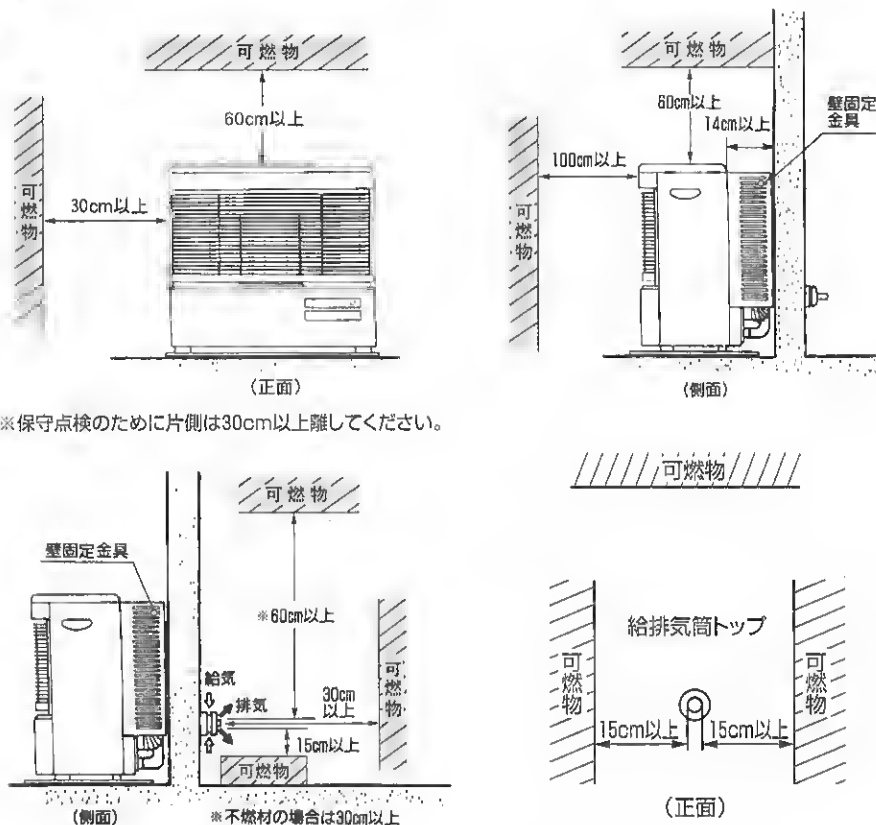 可燃物
60cm以上
可燃物
30cm以上
(正面)
可燃物
60cm以上
14cm以上
壁固定
金具
100cm以上
可燃物
(側面)
※保守点検のために片側は30cm以上離してください。
可燃物
壁固定金具
※60cm以上
給気
排気
30cm
以上
可燃物
15cm以上
可燃物
(側面)
※不燃材の場合は30cm以上
可燃物
給排気筒トップ
可燃物
可燃物
15cm以上
15cm以上
(正面)